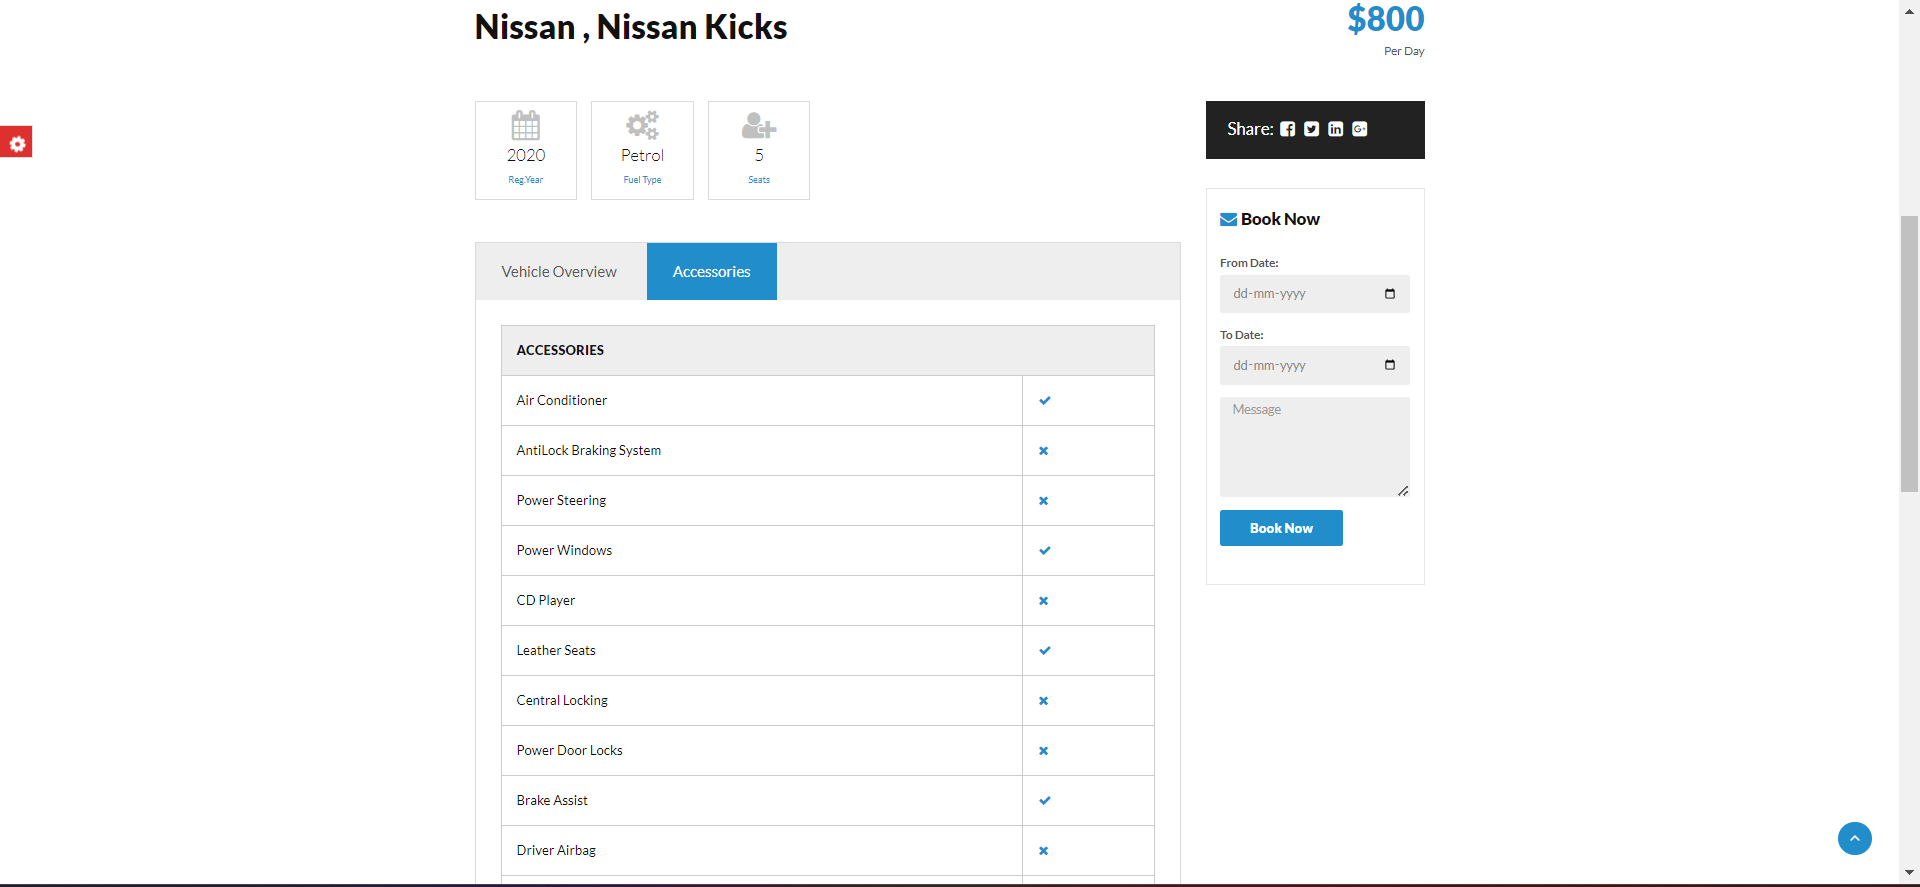 Nissan , Nissan Kicks
$800
Per Day
2020
Reg.Year
Petrol
Fuel Type
5
Seats
Share:
Vehicle Overview
Accessories
ACCESSORIES
Air Conditioner
AntiLock Braking System
Power Steering
Power Windows
CD Player
Leather Seats
Central Locking
Power Door Locks
Brake Assist
Driver Airbag
Book Now
From Date:
dd-mm-yyyy
To Date:
dd-mm-yyyy
Message
Book Now